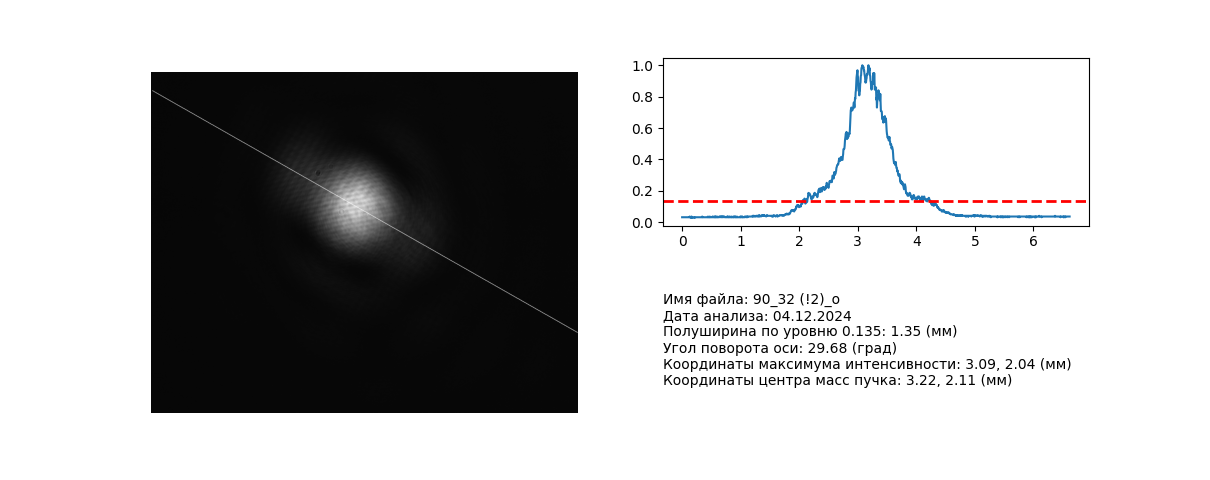 1.0
0.8
0.6
0.4
0.2
0.0
0 1 2 3 4 5 6
Имя файла: 90_32 (!2)_o
Дата анализа: 04.12.2024
Полуширина по уровню 0.135: 1.35 (мм)
Угол поворота оси: 29.68 (град)
Координаты максимума интенсивности: 3.09, 2.04 (мм)
Координаты центра масс пучка: 3.22, 2.11 (мм)